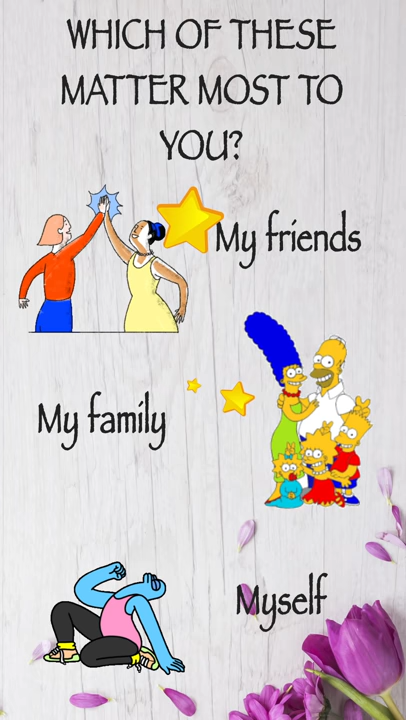 WHICH OF THESE
MATTER MOST TO
YOU?
My friends
My family
Myself